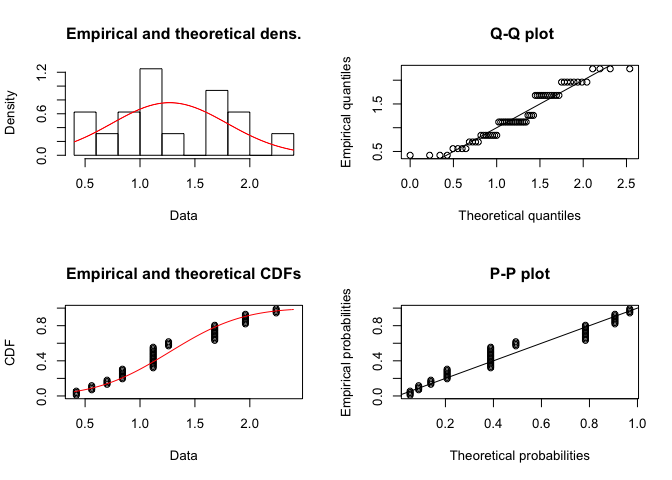 Empirical and theoretical dens.
Density
0.0 0.6 1.2
0.5 1.0 1.5 2.0
Data
Q-Q plot
Empirical quantiles
0.5 1.5
0.0 0.5 1.0 1.5 2.0 2.5
Theoretical quantiles
Empirical and theoretical CDFs
CDF
0.0 0.4 0.8
0.5 1.0 1.5 2.0
Data
P-P plot
Empirical probabilities
0.0 0.4 0.8
0.2 0.4 0.6 0.8 1.0
Theoretical probabilities